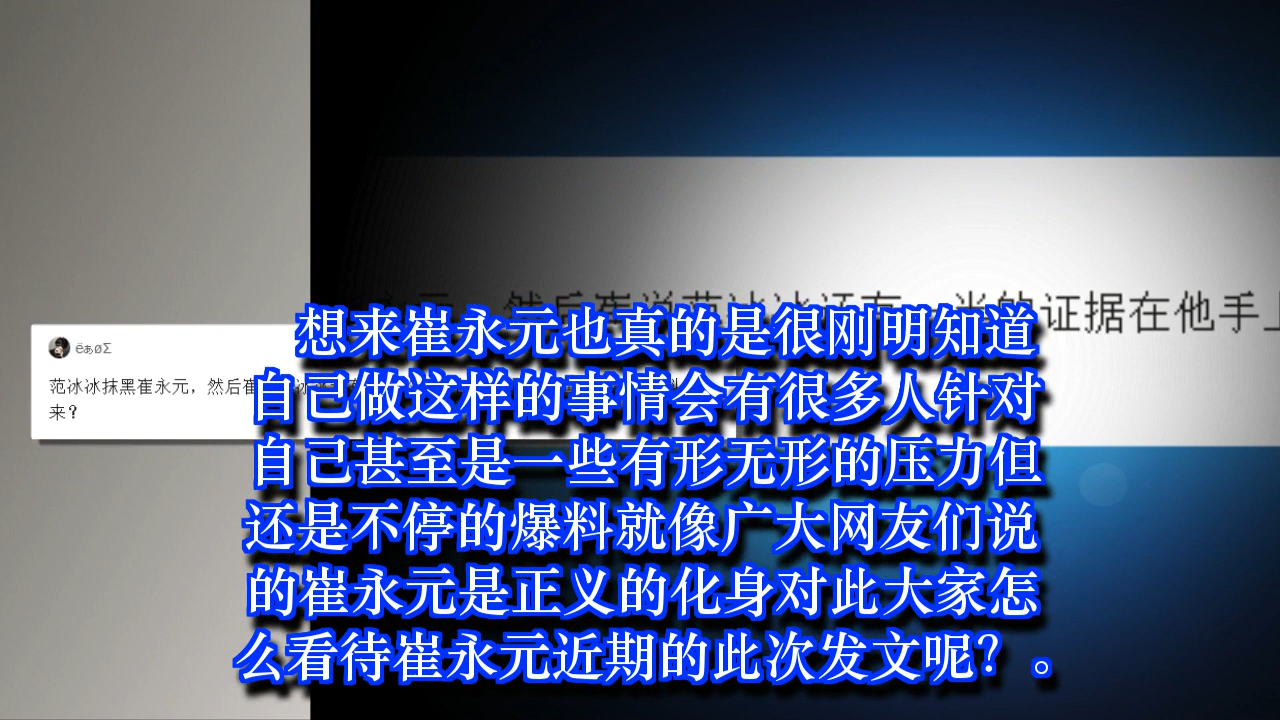 想来崔永元也真的是很刚明知道
自己做这样的事情会有很多人针对
自己甚至是一些有形无形的压力但
还是不停的爆料就像广大网友们说
的崔永元是正义的化身对此大家怎
么看待崔永元近期的此次发文呢？。
ëぁøΣ
范冰冰抹黑崔永元，然后崔
来？
的证据在他手上